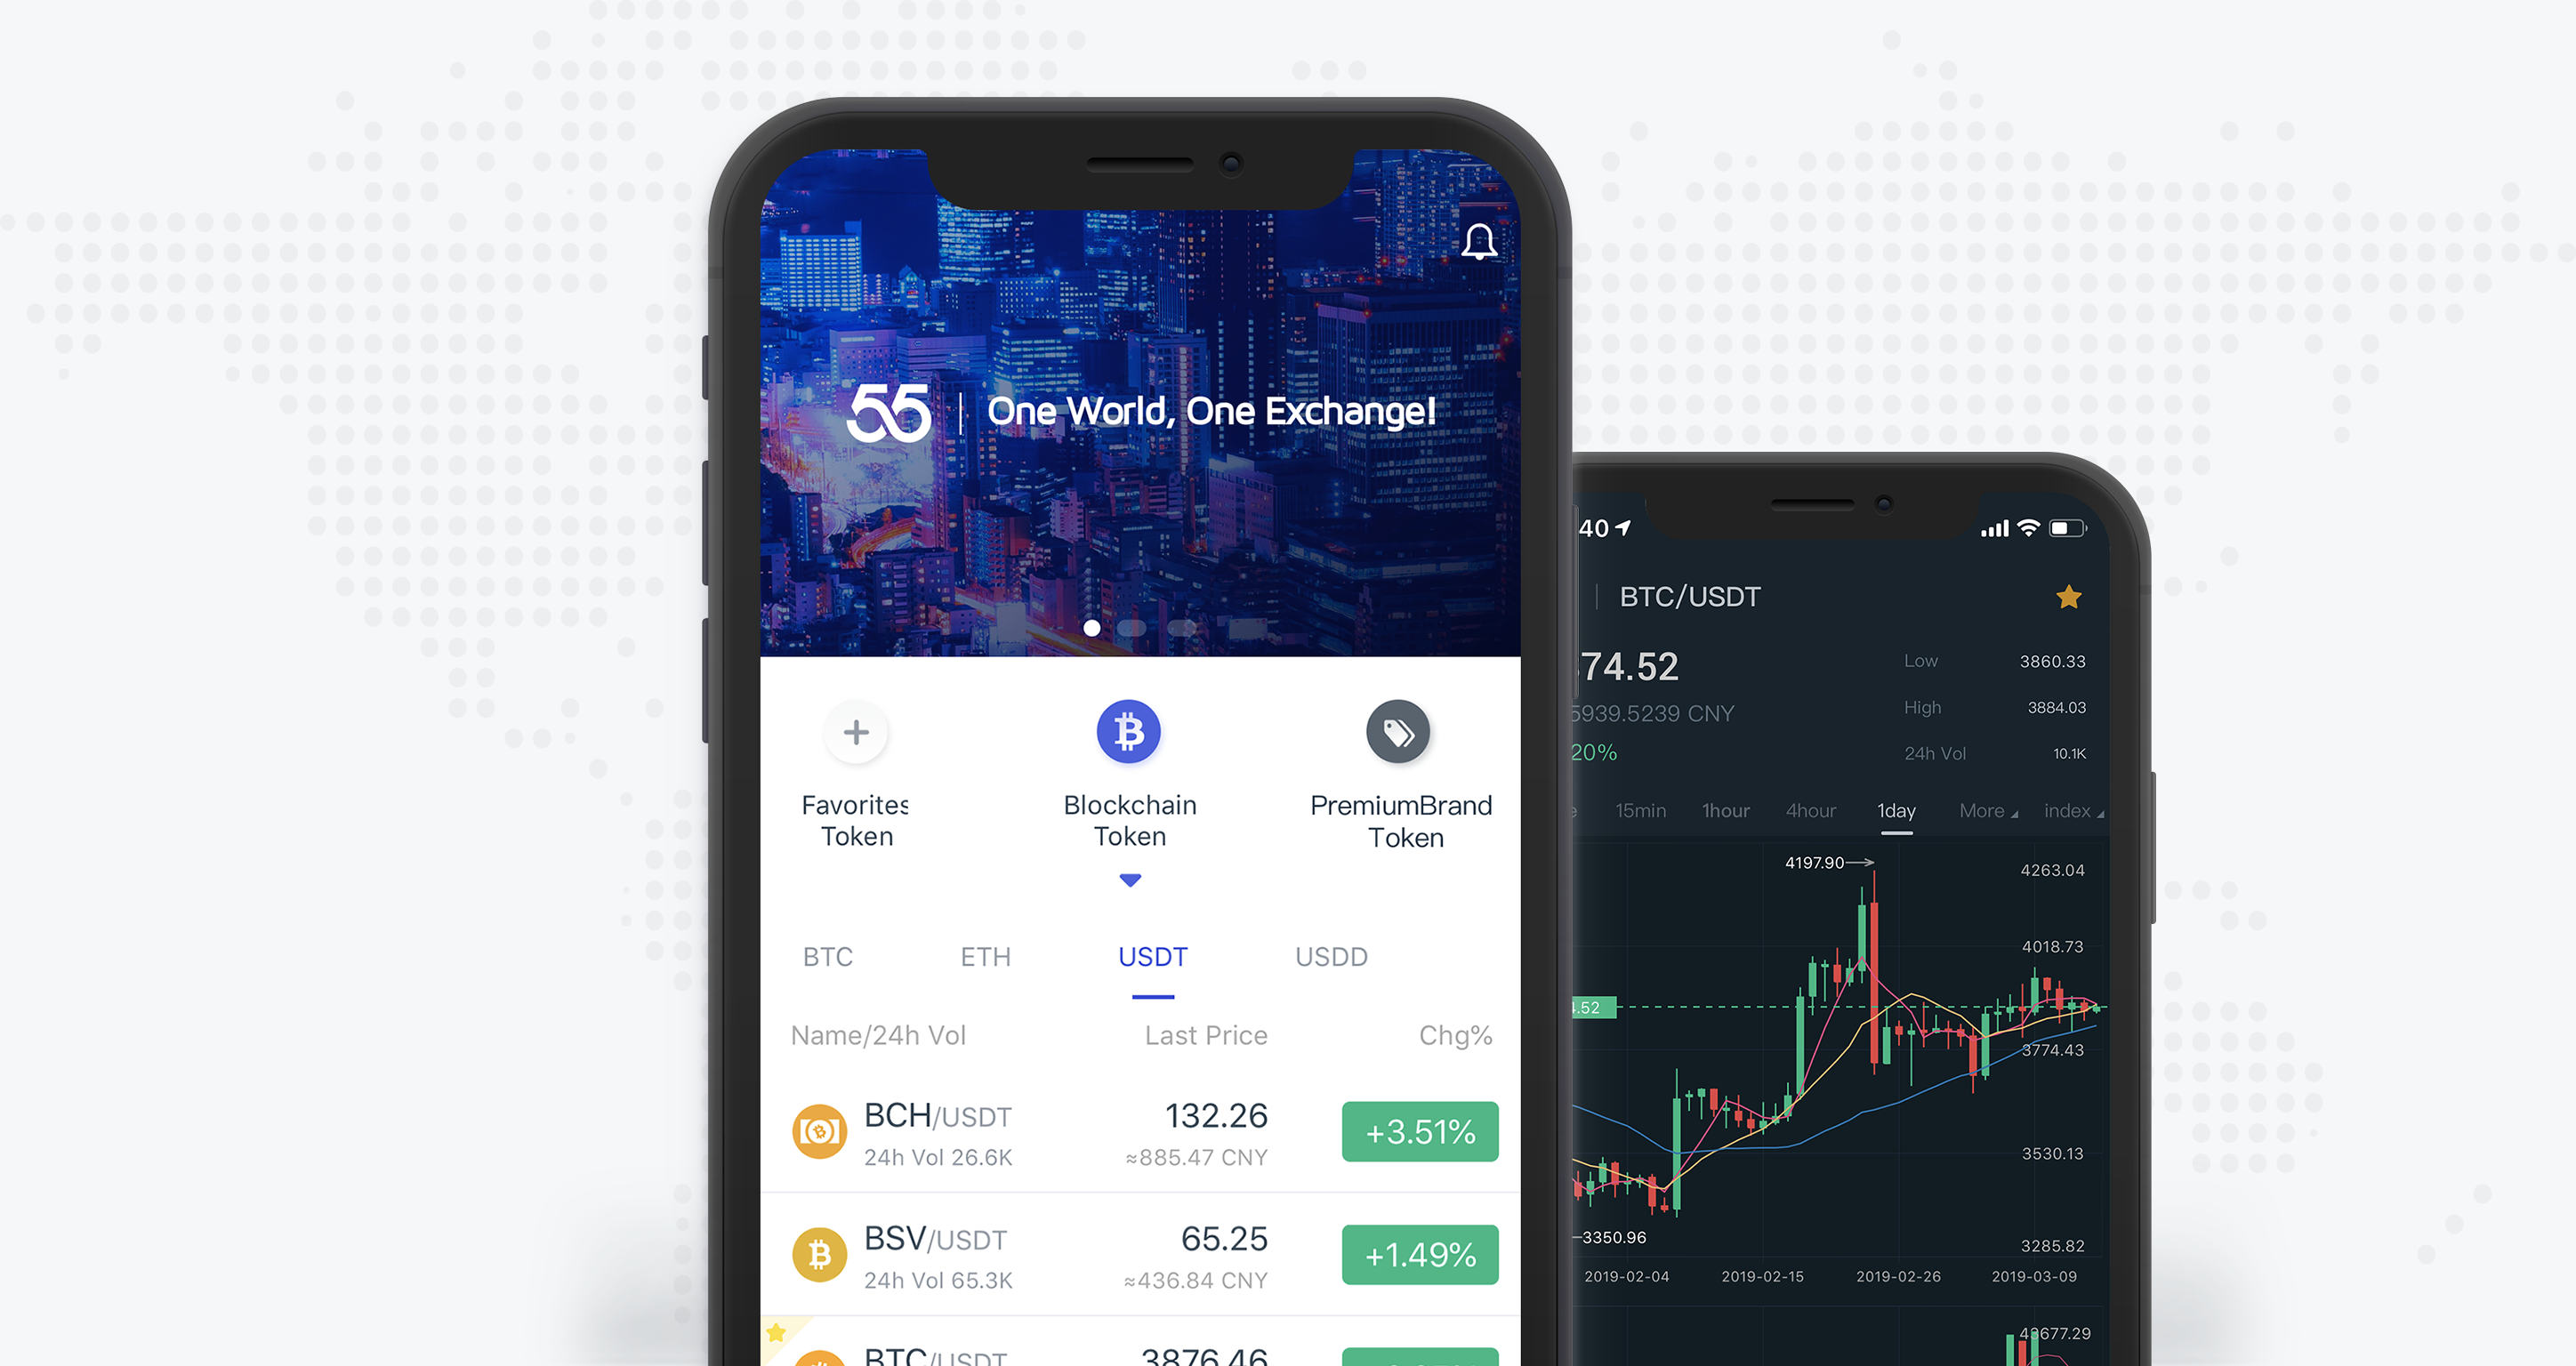 55 | One World, One Exchange!
Favorites
Token
Blockchain
Token
PremiumBrand
Token
BTC ETH USDT USDD
Name/24h Vol Last Price Chg%
BCH/USDT 132.26 +3.51%
24h Vol 26.6K ≈885.47 CNY
BSV/USDT 65.25 +1.49%
24h Vol 65.3K ≈436.84 CNY
BTC/USDT 3876.46
40
BTC/USDT
74.52
Low 3860.33
5939.5239 CNY
High 3884.03
20%
24h Vol 10.1K
15min 1hour 4hour 1day More index
4197.90
4263.04
4018.73
.52
3774.43
3530.13
3350.96
3285.82
2019-02-04 2019-02-15 2019-02-26 2019-03-09
43677.29